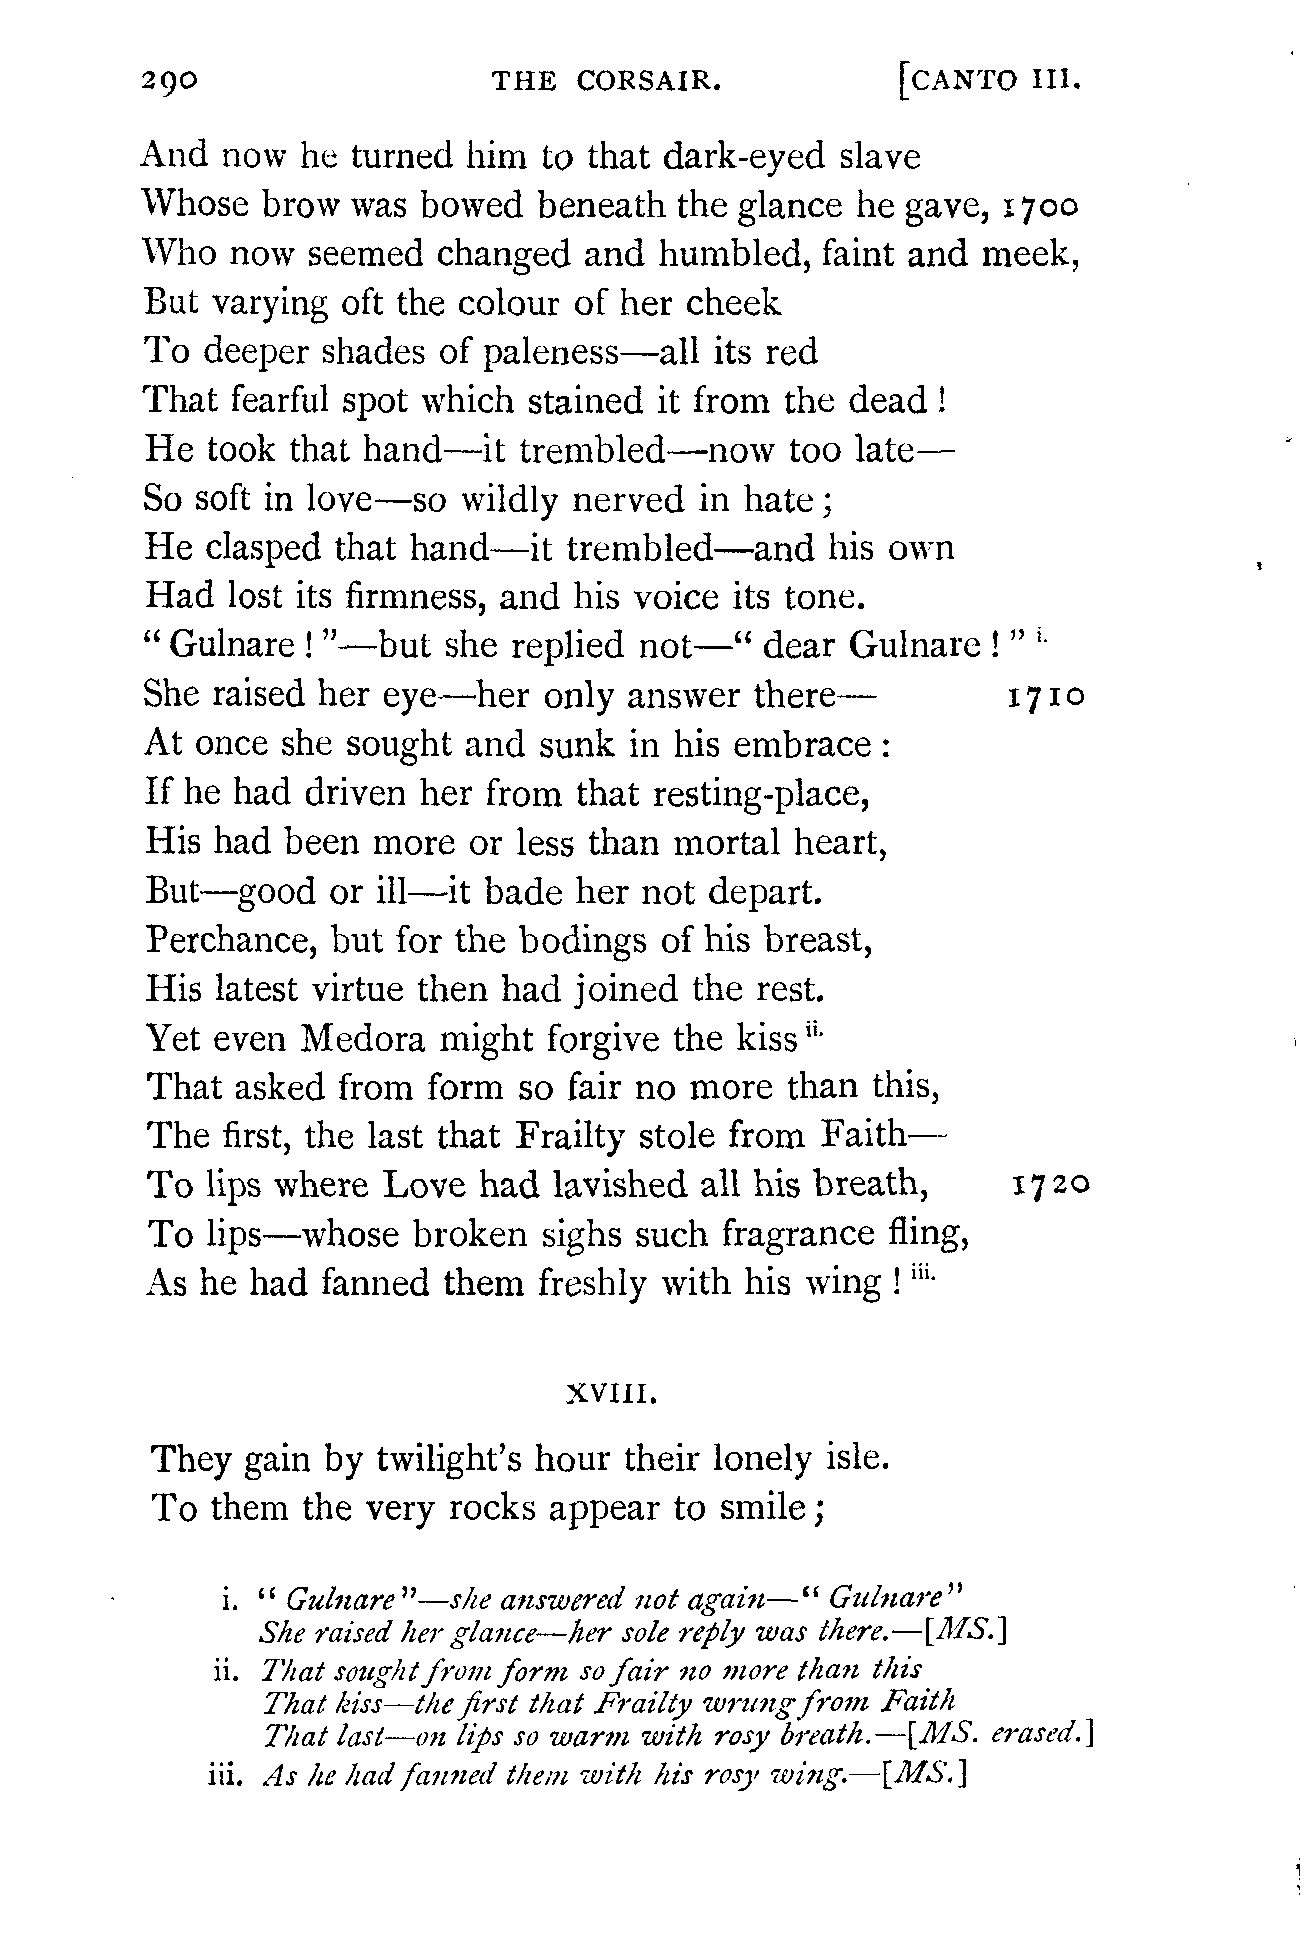 290 THE CORSAIR. [CANTO III.
And now he turned him to that dark-eyed slave
Whose brow was bowed beneath the glance he gave, 1700
Who now seemed changed and humbled, faint and meek,
But varying oft the colour of her cheek
To deeper shades of paleness—all its red
That fearful spot which stained it from the dead!
He took that hand—it trembled—now too late—
So soft in love—so wildly nerved in hate;
He clasped that hand—it trembled—and his own
Had lost its firmness, and his voice its tone.
"Gulnare!"—but she replied not—"dear Gulnare!" i.
She raised her eye—her only answer there— 1710
At once she sought and sunk in his embrace:
If he had driven her from that resting-place,
His had been more or less than mortal heart,
But—good or ill—it bade her not depart.
Perchance, but for the bodings of his breast,
His latest virtue then had joined the rest.
Yet even Medora might forgive the kiss ii.
That asked from form so fair no more than this,
The first, the last that Frailty stole from Faith—
To lips where Love had lavished all his breath, 1720
To lips—whose broken sighs such fragrance fling,
As he had fanned them freshly with his wing! iii.
XVIII.
They gain by twilight's hour their lonely isle.
To them the very rocks appear to smile;
i. "Gulnare"—she answered not again—"Gulnare"
She raised her glance—her sole reply was there.—[MS.]
ii. That sought from form so fair no more than this
That kiss—the first that Frailty wrung from Faith
That last—on lips so warm with rosy breath.—[MS. erased.]
iii. As he had fanned them with his rosy wing.—[MS.]